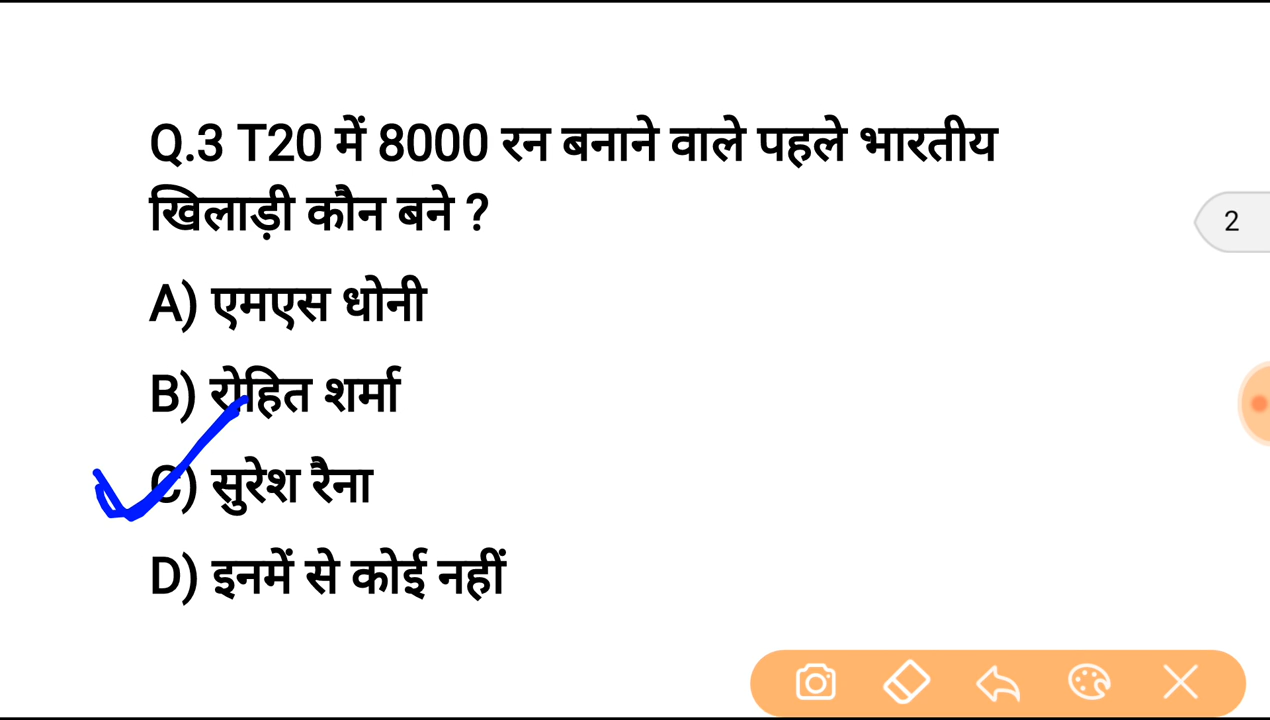 Q.3 T20 में 8000 रन बनाने वाले पहले भारतीय
खिलाड़ी कौन बने ?
2
A) एमएस धोनी
B) रोहित शर्मा
C) सुरेश रैना
D) इनमें से कोई नहीं